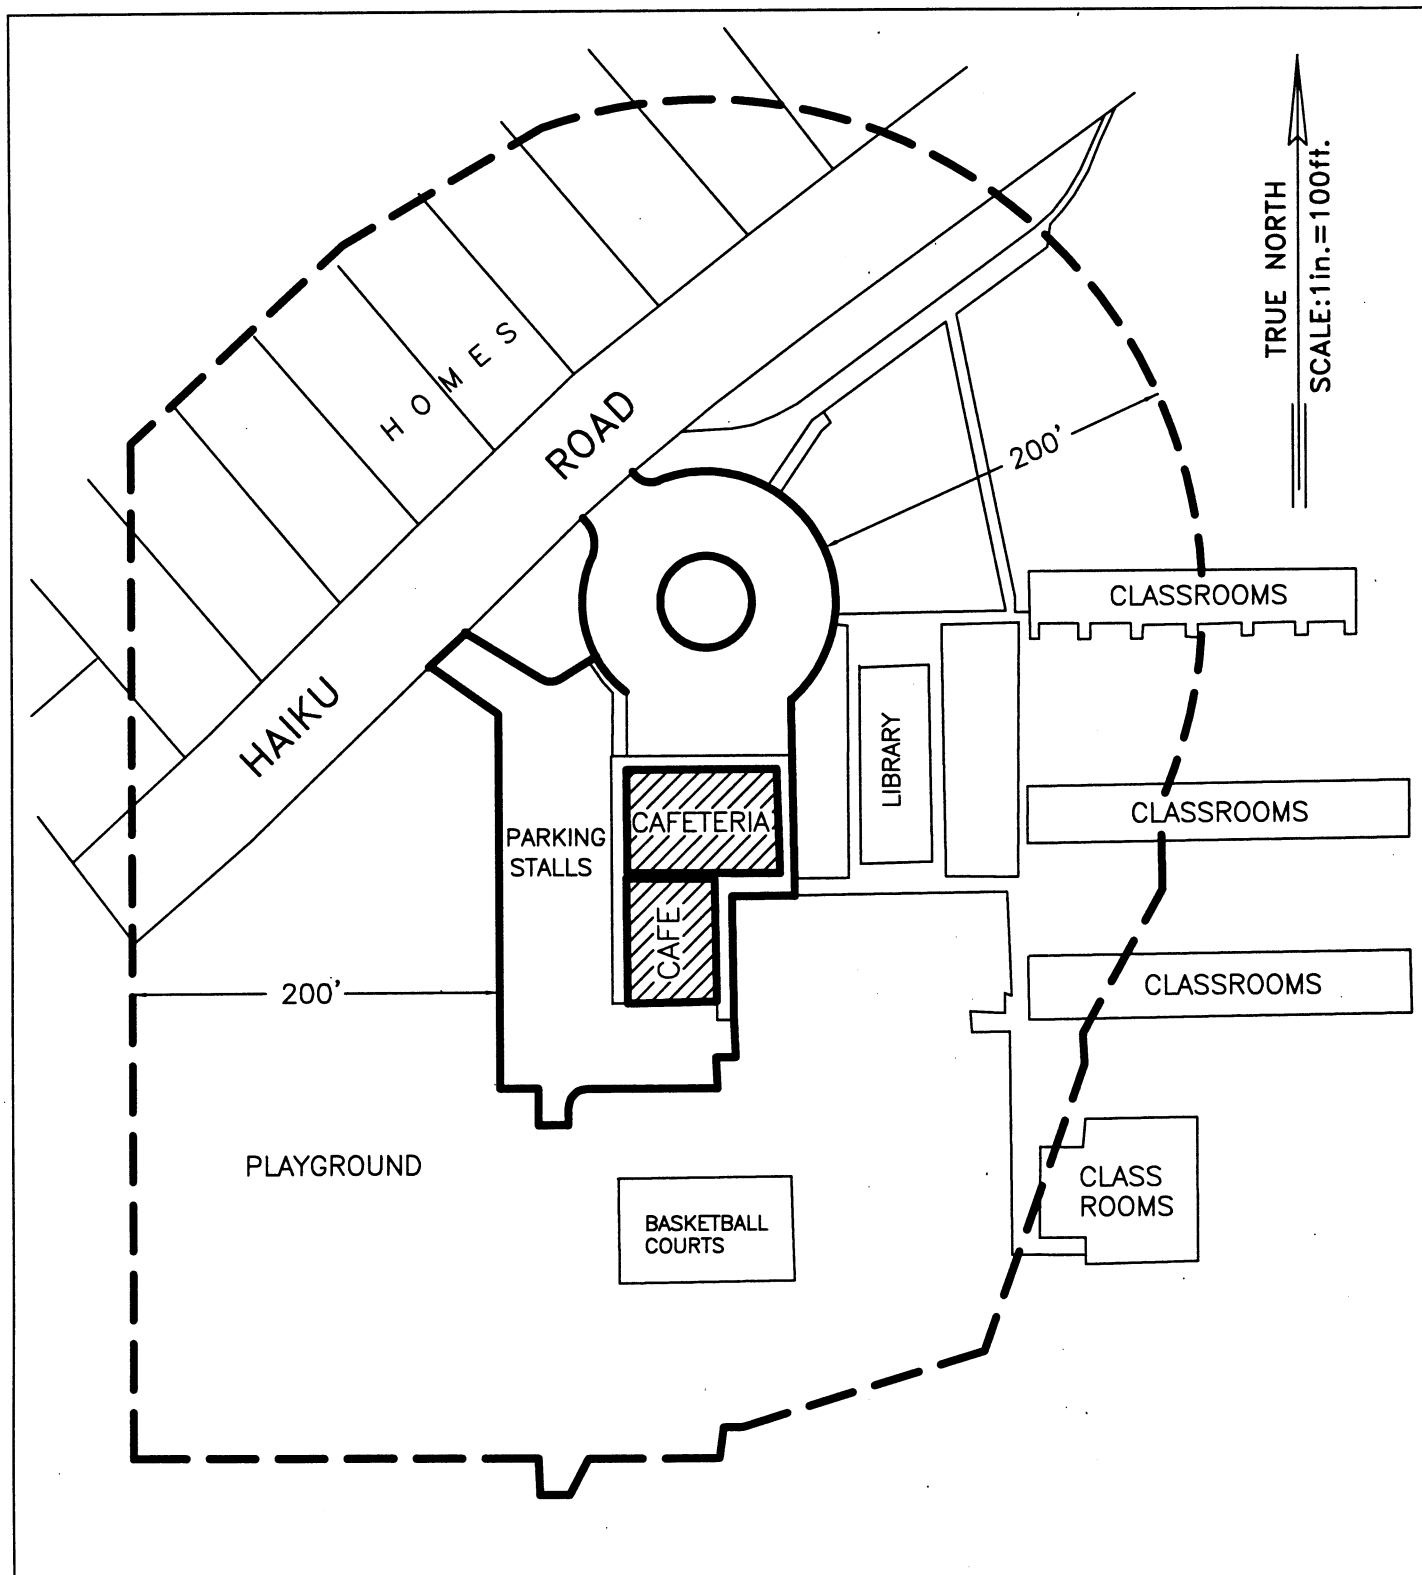 TRUE NORTH
SCALE:1in.=100ft.
HOMES
HAIKU ROAD
200'
CLASSROOMS
LIBRARY
CAFETERIA
PARKING
STALLS
CLASSROOMS
CAFE
200'
CLASSROOMS
PLAYGROUND
CLASS
ROOMS
BASKETBALL
COURTS